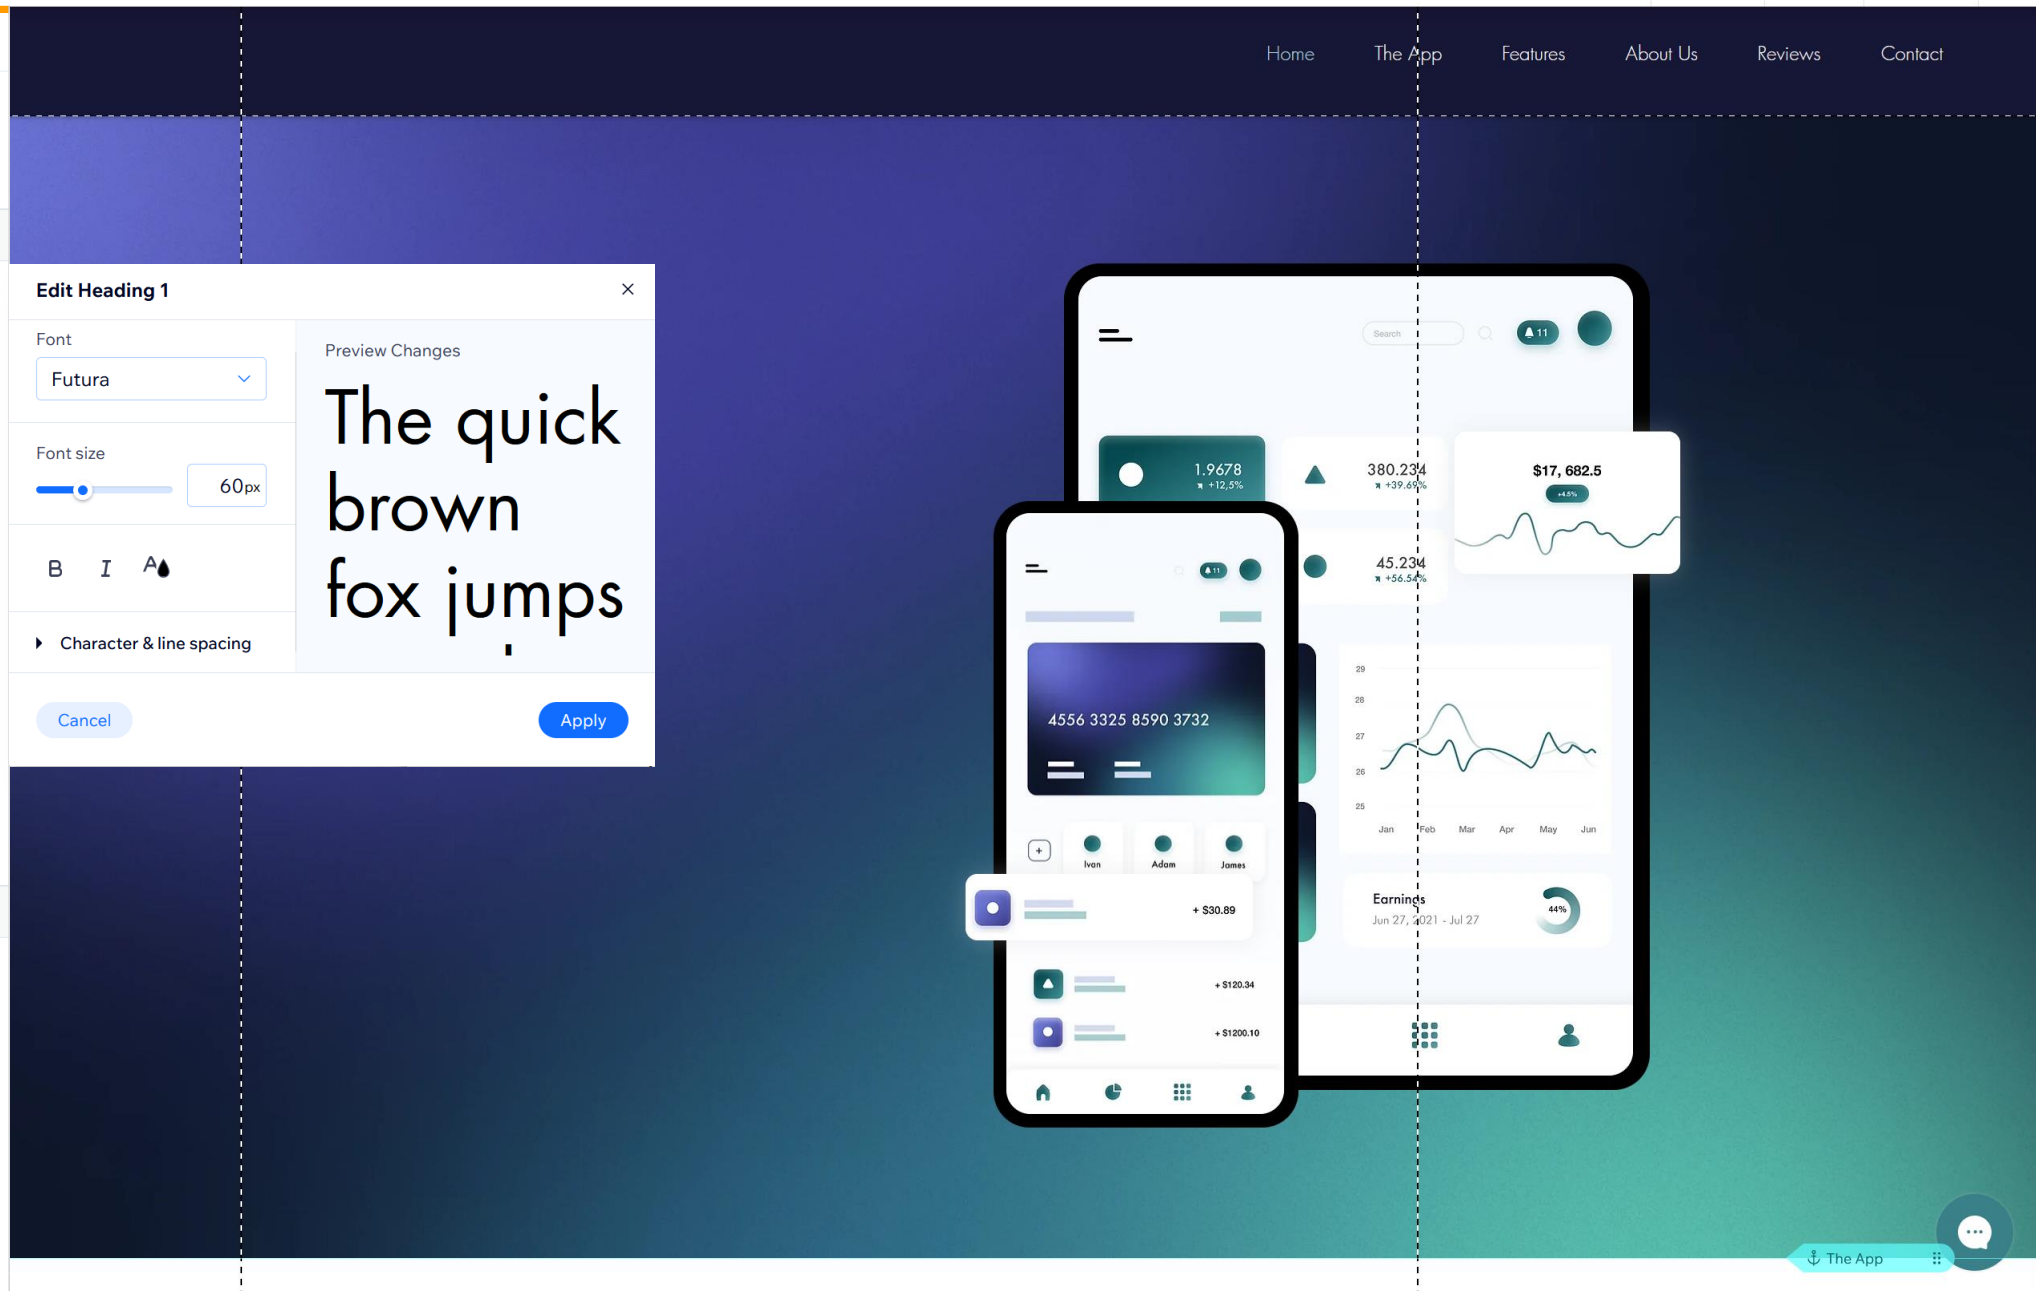 Home The App Features About Us Reviews Contact
Edit Heading 1
Font
Futura
Font size
60px
B I A
Character & line spacing
Preview Changes
The quick
brown
fox jumps
Cancel
Apply
Search
11
1.9678
+12,5%
380.234
+39.69%
$17, 682.5
+4.5%
45.234
+56.54%
29
28
27
26
25
Jan Feb Mar Apr May Jun
Earnings
Jun 27, 2021 - Jul 27
44%
11
4556 3325 8590 3732
+
Ivan Adam James
+ $30.89
+ $120.34
+ $1200.10
The App